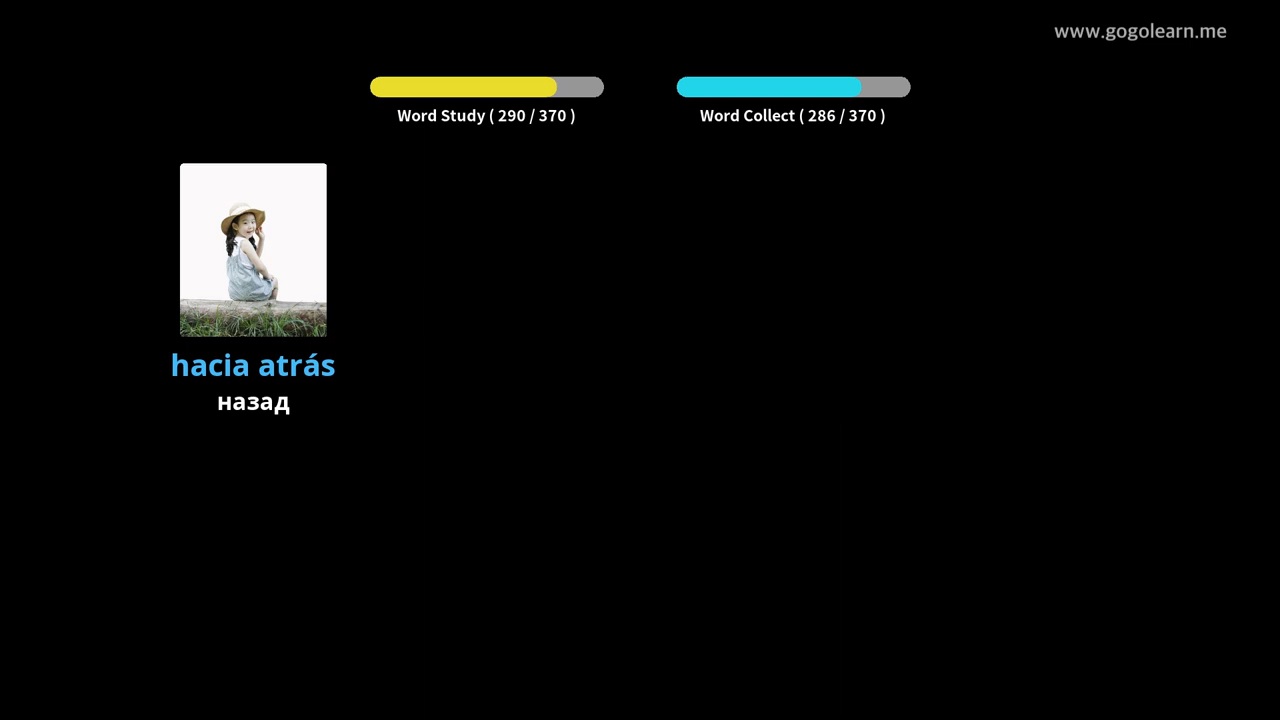 www.gogolearn.me
Word Study ( 290 / 370 )
Word Collect ( 286 / 370 )
hacia atrás
назад